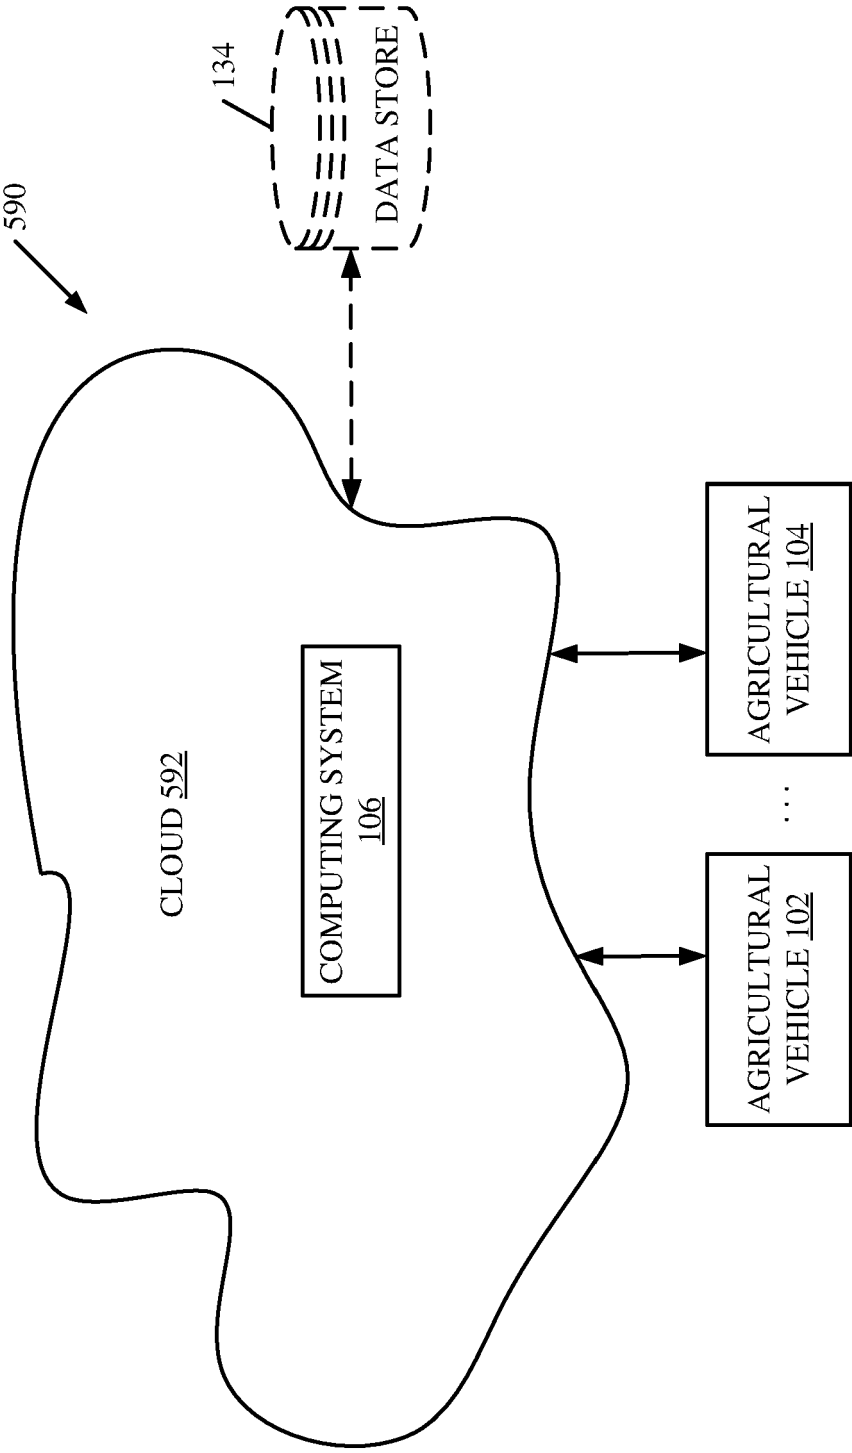 590
134
DATA STORE
CLOUD 592
COMPUTING SYSTEM
106
AGRICULTURAL
VEHICLE 102
...
AGRICULTURAL
VEHICLE 104